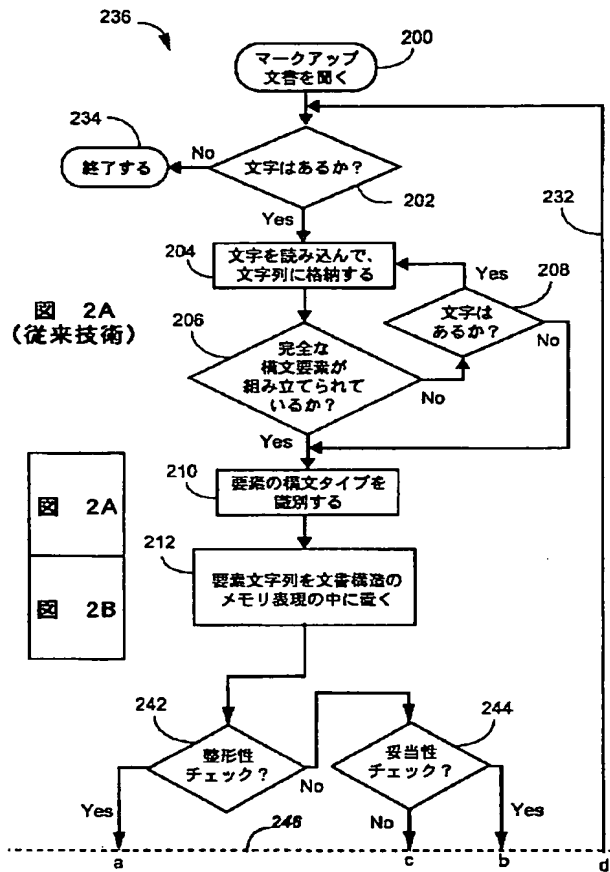 236
200
マークアップ
文書を開く
234
終了する
No
文字はあるか？
202
232
Yes
204
文字を読み込んで、
文字列に格納する
Yes
208
文字は
あるか？
No
図 2A
(従来技術)
206
完全な
構文要素が
組み立てられて
いるか？
No
Yes
210
要素の構文タイプを
識別する
図 2A
図 2B
212
要素文字列を文書構造の
メモリ表現の中に置く
242
整形性
チェック？
No
244
妥当性
チェック？
Yes
No
Yes
246
a
c
b
d